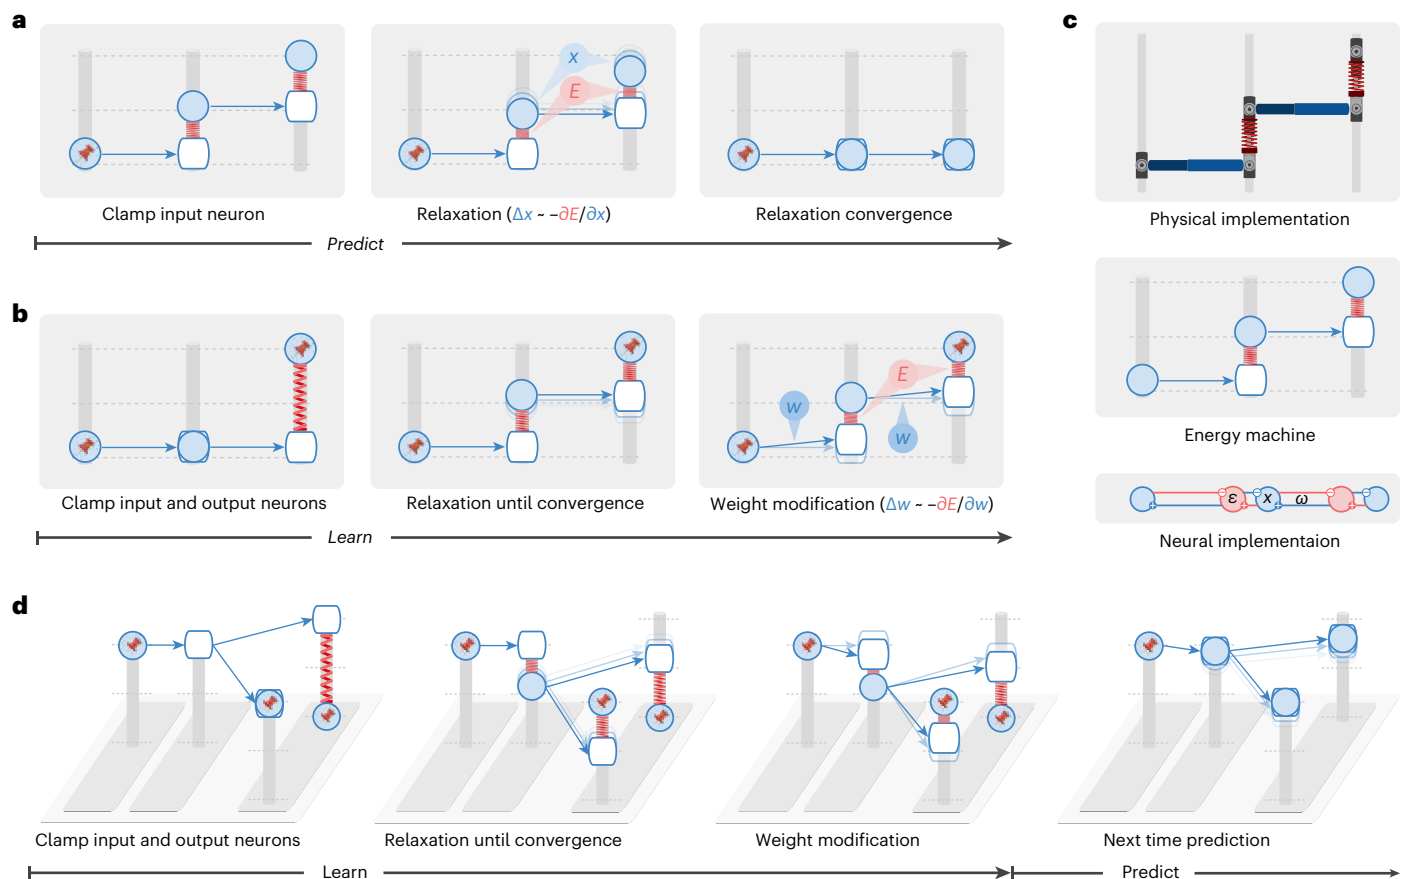 a
x
E
Clamp input neuron
Relaxation (Δx ~ −∂E/∂x)
Relaxation convergence
Predict
b
w
E
w
Clamp input and output neurons
Relaxation until convergence
Weight modification (Δw ~ −∂E/∂w)
Learn
c
Physical implementation
Energy machine
ε x ω
Neural implementaion
d
Clamp input and output neurons
Relaxation until convergence
Weight modification
Next time prediction
Learn
Predict